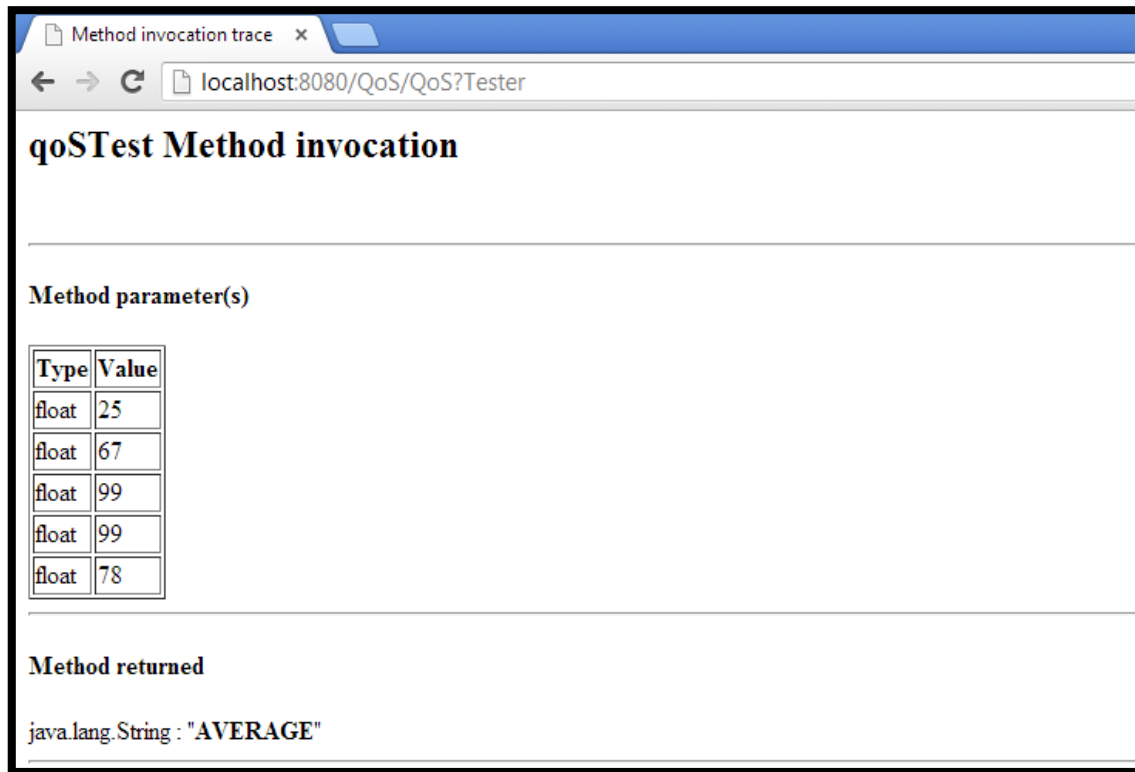 Method invocation trace x
localhost:8080/QoS/QoS?Tester
qoSTest Method invocation
Method parameter(s)
Type Value
float 25
float 67
float 99
float 99
float 78
Method returned
java.lang.String : "AVERAGE"